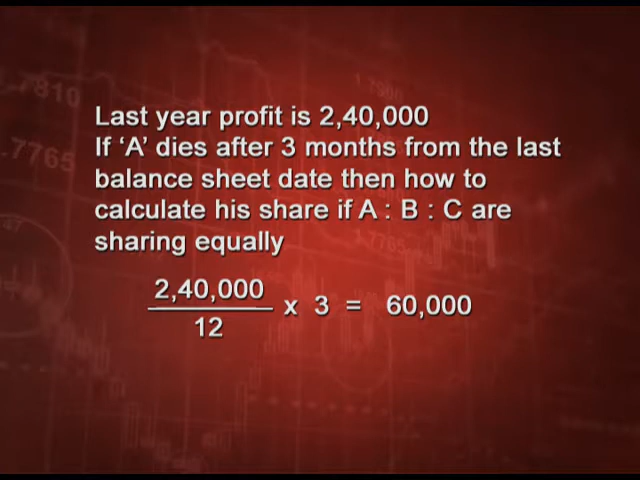 Last year profit is 2,40,000
If ‘A’ dies after 3 months from the last
balance sheet date then how to
calculate his share if A : B : C are
sharing equally
2,40,000
12
x 3 = 60,000